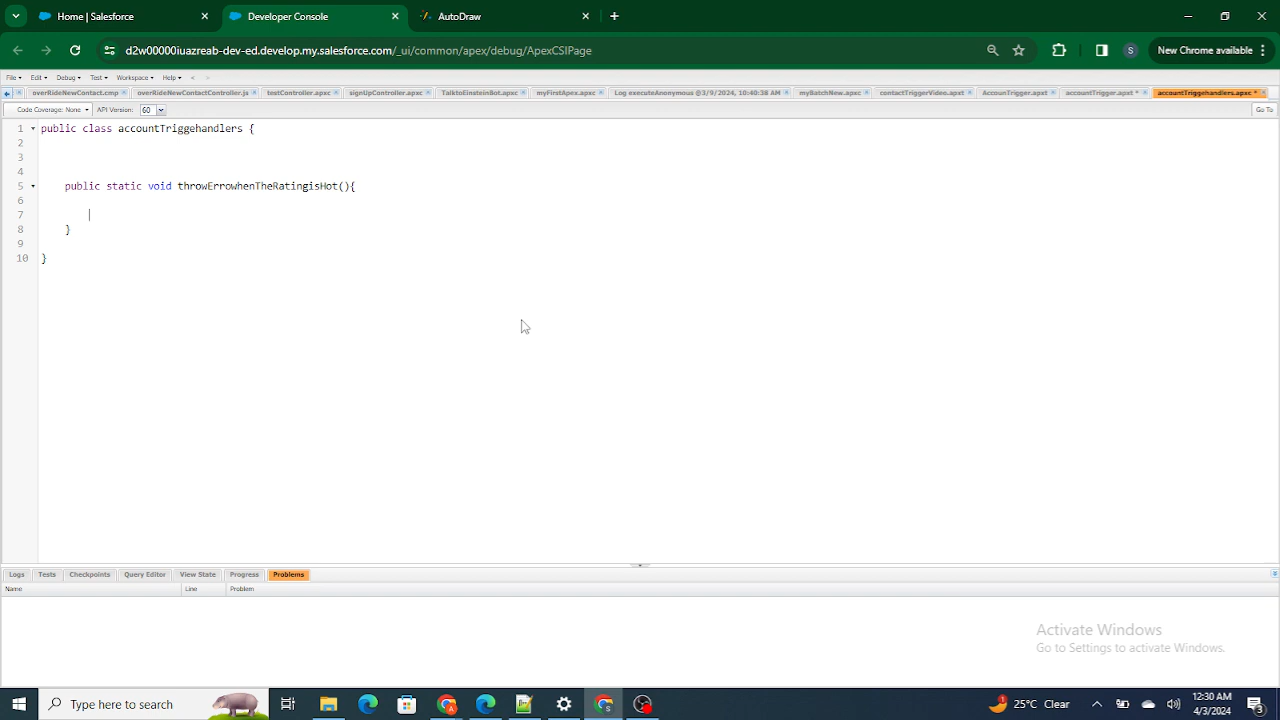 Home | Salesforce
Developer Console
AutoDraw
d2w00000iuazreab-dev-ed.develop.my.salesforce.com/_ui/common/apex/debug/ApexCSIPage
S
New Chrome available
File
Edit
Debug
Test
Workspace
Help
<
>
overRideNewContact.cmp
overRideNewContactController.js
testController.apxc
signUpController.apxc
TalktoEinsteinBot.apxc
myFirstApex.apxc
Log executeAnonymous @3/9/2024, 10:40:38 AM
myBatchNew.apxc
contactTriggerVideo.apxt
AccounTrigger.apxt
accountTrigger.apxt *
accountTriggehandlers.apxc *
Code Coverage: None
API Version:
60
Go To
1 public class accountTriggehandlers {
2
3
4
5 public static void throwErrowhenTheRatingisHot(){
6
7
8 }
9
10 }
Logs
Tests
Checkpoints
Query Editor
View State
Progress
Problems
Name
Line
Problem
Activate Windows
Go to Settings to activate Windows.
Type here to search
1
25°C Clear
12:30 AM
4/3/2024
3